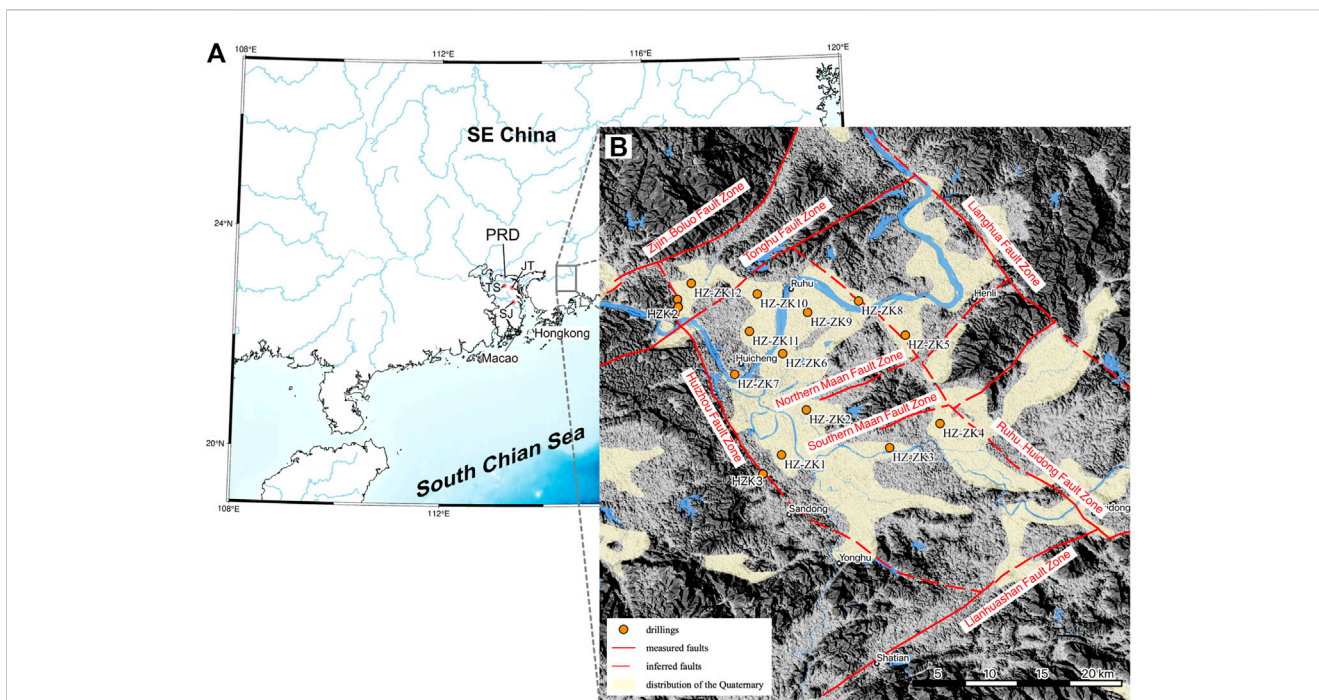 A
108°E
116°E
120°E
SE China
24°N
PRD
JT
TS
SJ
Hongkong
Macao
20°N
South Chian Sea
108°E
112°E
B
Zijin_Boluo Fault Zone
Tonghu Fault Zone
Lianghua Fault Zone
HZ-ZK12
HZ-ZK10
Ruhu
Henli
HZK2
HZ-ZK9
HZ-ZK8
HZ-ZK11
HZ-ZK5
Huicheng
HZ-ZK6
HZ-ZK7
Northern Maan Fault Zone
Huizhou Fault Zone
HZ-ZK2
Southern Maan Fault Zone
HZ-ZK4
HZ-ZK1
HZ-ZK3
Ruhu_Huidong Fault Zone
HZK3
Sandong
idong
Yonghu
Lianhuashan Fault Zone
Shatian
drillings
measured faults
inferred faults
distribution of the Quaternary
5 10 15 20 km